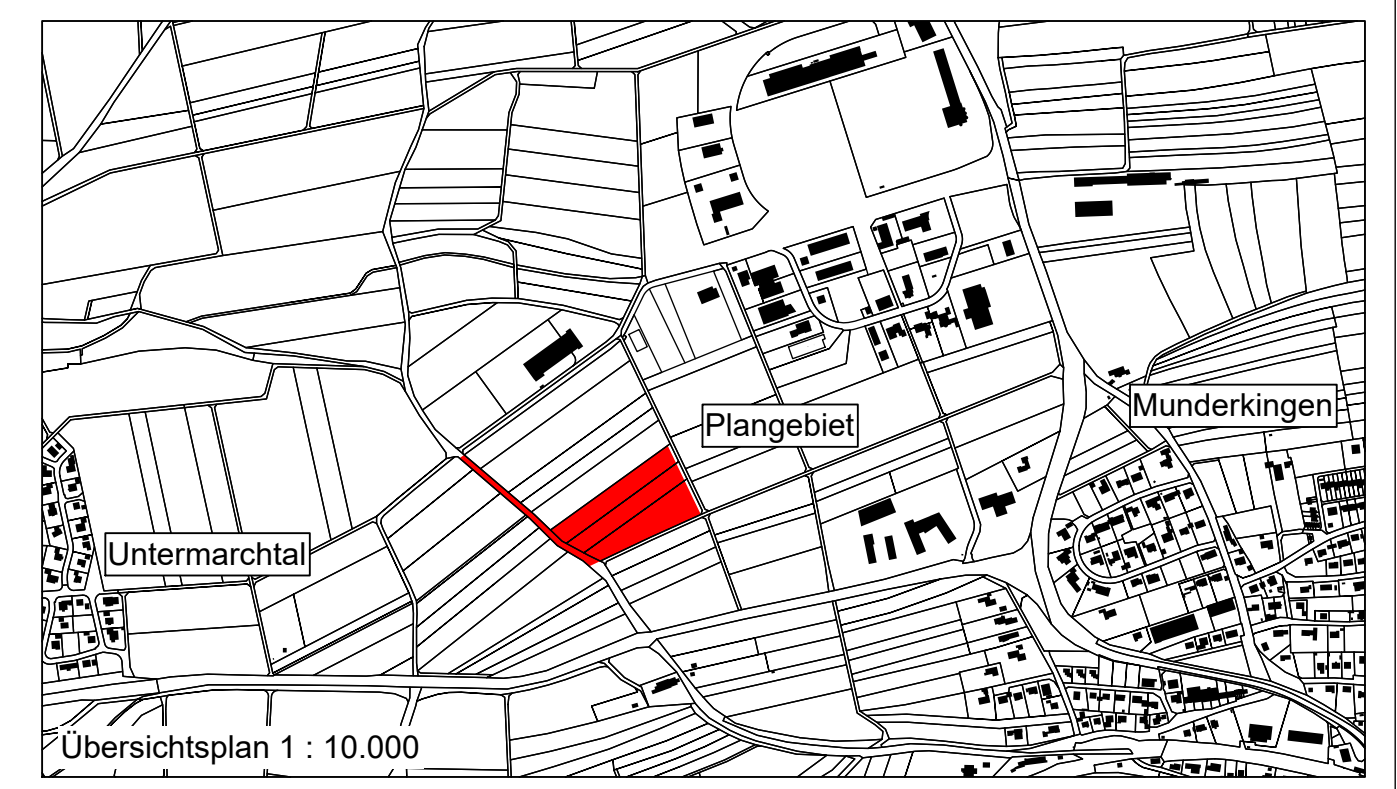 Munderkingen
Plangebiet
Untermarchtal
Übersichtsplan 1 : 10.000